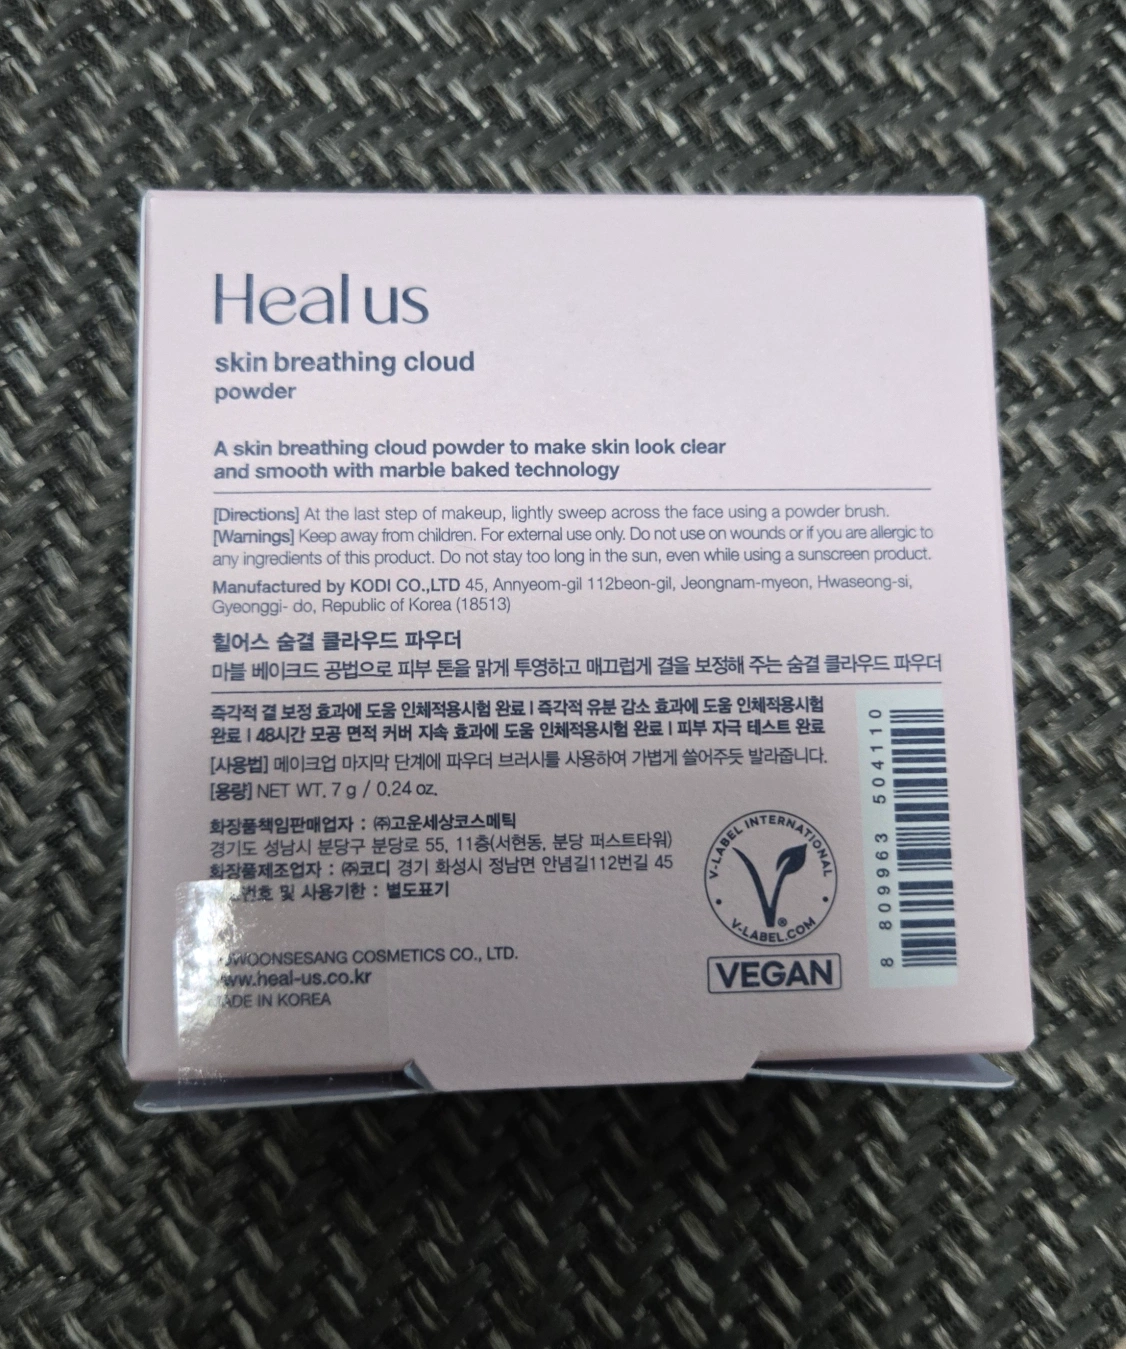 Heal us
skin breathing cloud
powder
A skin breathing cloud powder to make skin look clear
and smooth with marble baked technology
[Directions] At the last step of makeup, lightly sweep across the face using a powder brush.
[Warnings] Keep away from children. For external use only. Do not use on wounds or if you are allergic to
any ingredients of this product. Do not stay too long in the sun, even while using a sunscreen product.
Manufactured by KODI CO.,LTD 45, Annyeom-gil 112beon-gil, Jeongnam-myeon, Hwaseong-si,
Gyeonggi- do, Republic of Korea (18513)
힐어스 숨결 클라우드 파우더
마블 베이크드 공법으로 피부 톤을 맑게 투영하고 매끄럽게 결을 보정해 주는 숨결 클라우드 파우더
즉각적 결 보정 효과에 도움 인체적용시험 완료 | 즉각적 유분 감소 효과에 도움 인체적용시험
완료 | 48시간 모공 면적 커버 지속 효과에 도움 인체적용시험 완료 | 피부 자극 테스트 완료
[사용법] 메이크업 마지막 단계에 파우더 브러시를 사용하여 가볍게 쓸어주듯 발라줍니다.
[용량] NET WT. 7 g / 0.24 oz.
화장품책임판매업자 : ㈜고운세상코스메틱
경기도 성남시 분당구 분당로 55, 11층(서현동, 분당 퍼스트타워)
화장품제조업자 : ㈜코디 경기 화성시 정남면 안념길112번길 45
번호 및 사용기한 : 별도표기
COSMETICS CO., LTD.
www.heal-us.co.kr
MADE IN KOREA
V-LABEL INTERNATIONAL
V-LABEL.COM
®
VEGAN
8 809963 504110